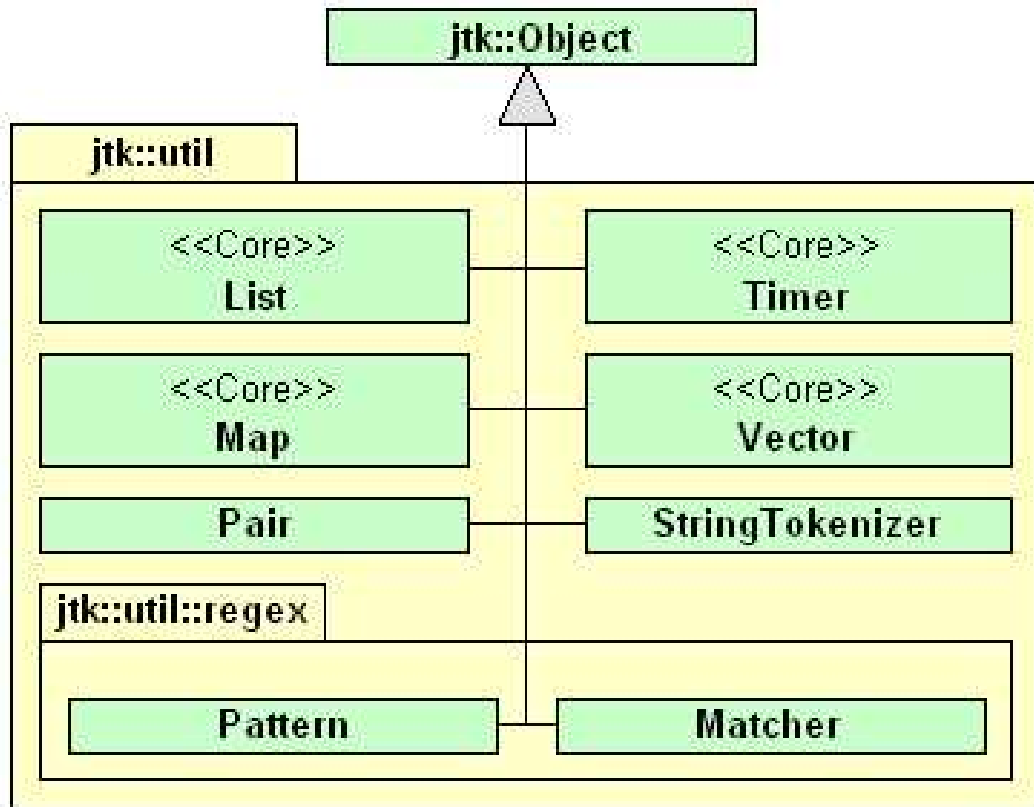 jtk::Object
jtk::util
<<Core>>
List
<<Core>>
Timer
<<Core>>
Map
<<Core>>
Vector
Pair
StringTokenizer
jtk::util::regex
Pattern
Matcher